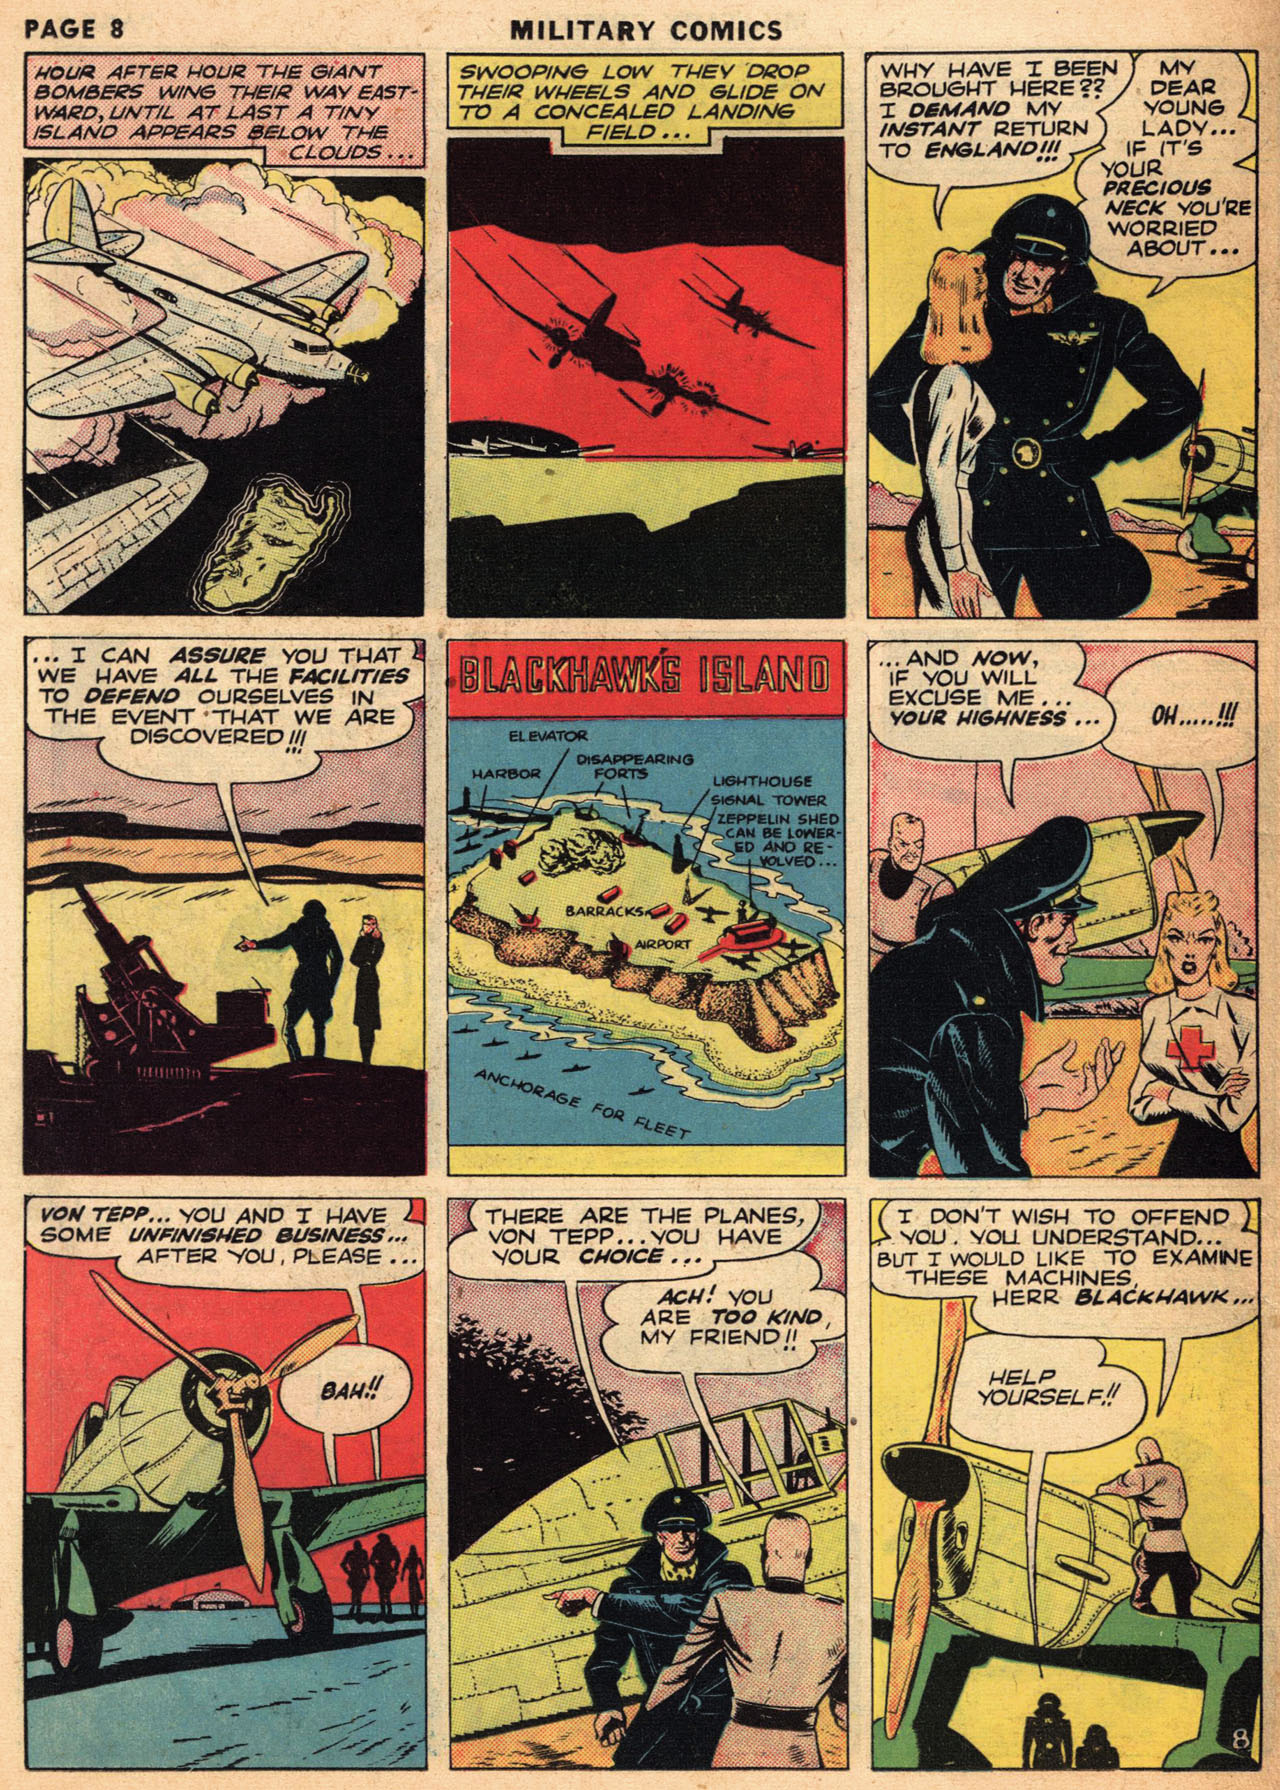 PAGE 8
MILITARY COMICS
HOUR AFTER HOUR THE GIANT
BOMBERS WING THEIR WAY EAST-
WARD, UNTIL AT LAST A TINY
ISLAND APPEARS BELOW THE
CLOUDS...
SWOOPING LOW THEY DROP
THEIR WHEELS AND GLIDE ON
TO A CONCEALED LANDING
FIELD...
WHY HAVE I BEEN
BROUGHT HERE??
I DEMAND MY
INSTANT RETURN
TO ENGLAND!!!
MY
DEAR
YOUNG
LADY...
IF IT'S
YOUR
PRECIOUS
NECK YOU'RE
WORRIED
ABOUT...
...I CAN ASSURE YOU THAT
WE HAVE ALL THE FACILITIES
TO DEFEND OURSELVES IN
THE EVENT THAT WE ARE
DISCOVERED!!!
BLACKHAWK'S ISLAND
ELEVATOR
HARBOR
DISAPPEARING
FORTS
LIGHTHOUSE
SIGNAL TOWER
ZEPPELIN SHED
CAN BE LOWER-
ED AND RE-
VOLVED...
BARRACKS
AIRPORT
ANCHORAGE FOR FLEET
...AND NOW,
IF YOU WILL
EXCUSE ME...
YOUR HIGHNESS...
OH.....!!!
VON TEPP... YOU AND I HAVE
SOME UNFINISHED BUSINESS...
AFTER YOU, PLEASE...
BAH!!
THERE ARE THE PLANES,
VON TEPP...YOU HAVE
YOUR CHOICE...
ACH! YOU
ARE TOO KIND,
MY FRIEND!!
I DON'T WISH TO OFFEND
YOU. YOU UNDERSTAND...
BUT I WOULD LIKE TO EXAMINE
THESE MACHINES,
HERR BLACKHAWK...
HELP
YOURSELF!!
8